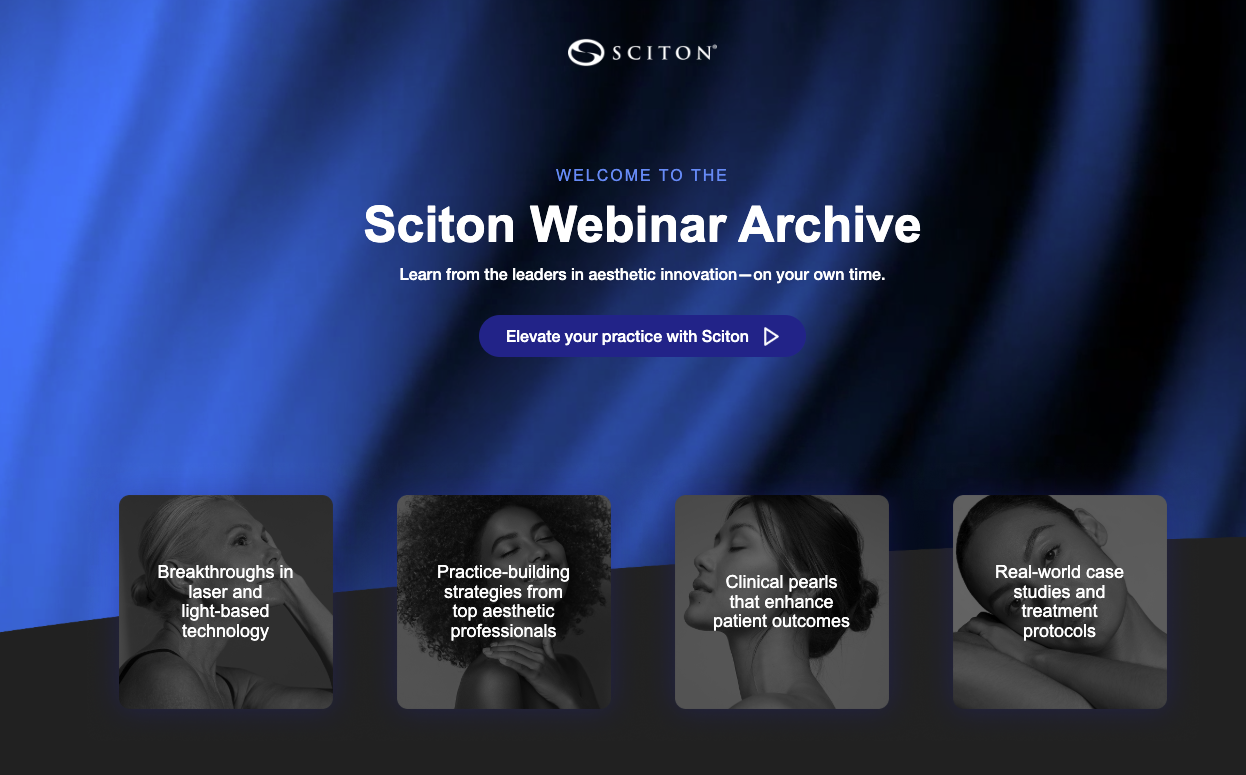 SCITON®
WELCOME TO THE
Sciton Webinar Archive
Learn from the leaders in aesthetic innovation—on your own time.
Elevate your practice with Sciton
Breakthroughs in
laser and
light-based
technology
Practice-building
strategies from
top aesthetic
professionals
Clinical pearls
that enhance
patient outcomes
Real-world case
studies and
treatment
protocols